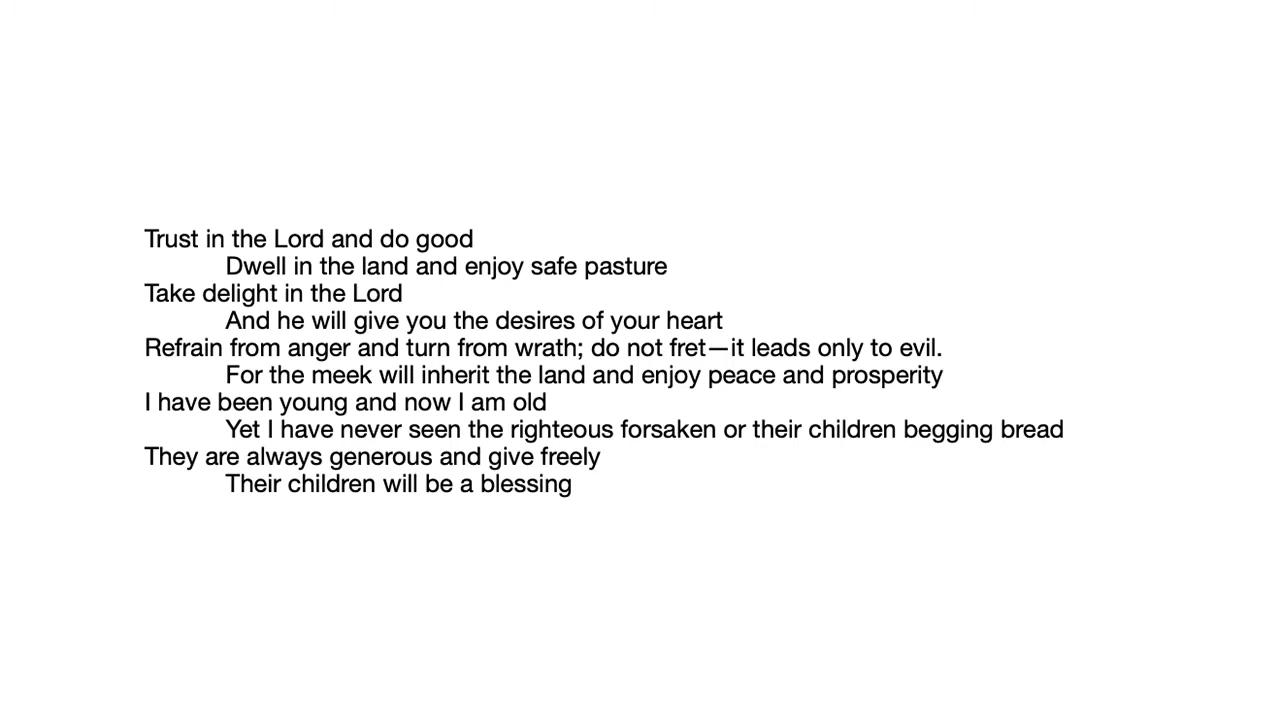 Trust in the Lord and do good
Dwell in the land and enjoy safe pasture
Take delight in the Lord
And he will give you the desires of your heart
Refrain from anger and turn from wrath; do not fret—it leads only to evil.
For the meek will inherit the land and enjoy peace and prosperity
I have been young and now I am old
Yet I have never seen the righteous forsaken or their children begging bread
They are always generous and give freely
Their children will be a blessing